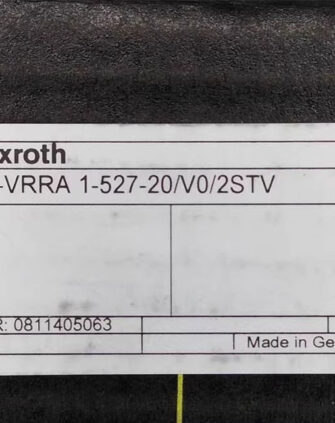 xroth
-VRRA 1-527-20/V0/2STV
R: 0811405063
Made in Ge